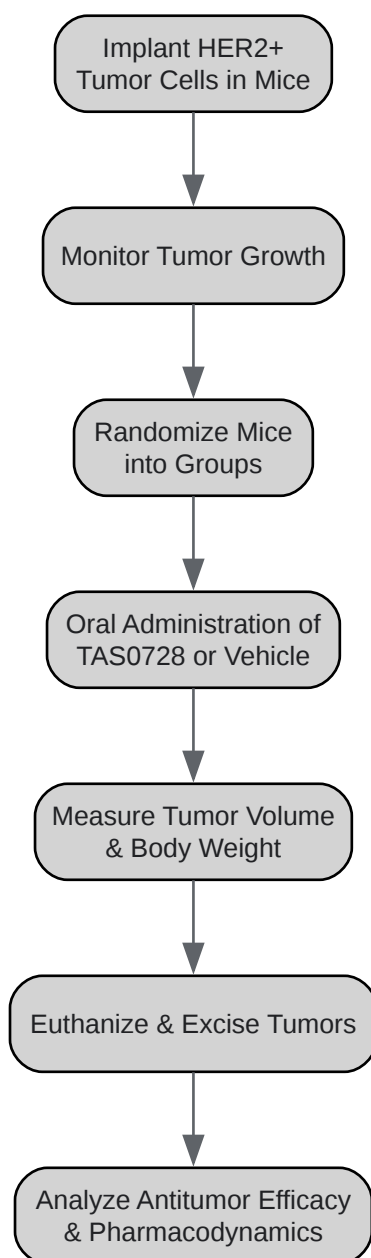 Implant HER2+
Tumor Cells in Mice
Monitor Tumor Growth
Randomize Mice
into Groups
Oral Administration of
TAS0728 or Vehicle
Measure Tumor Volume
& Body Weight
Euthanize & Excise Tumors
Analyze Antitumor Efficacy
& Pharmacodynamics